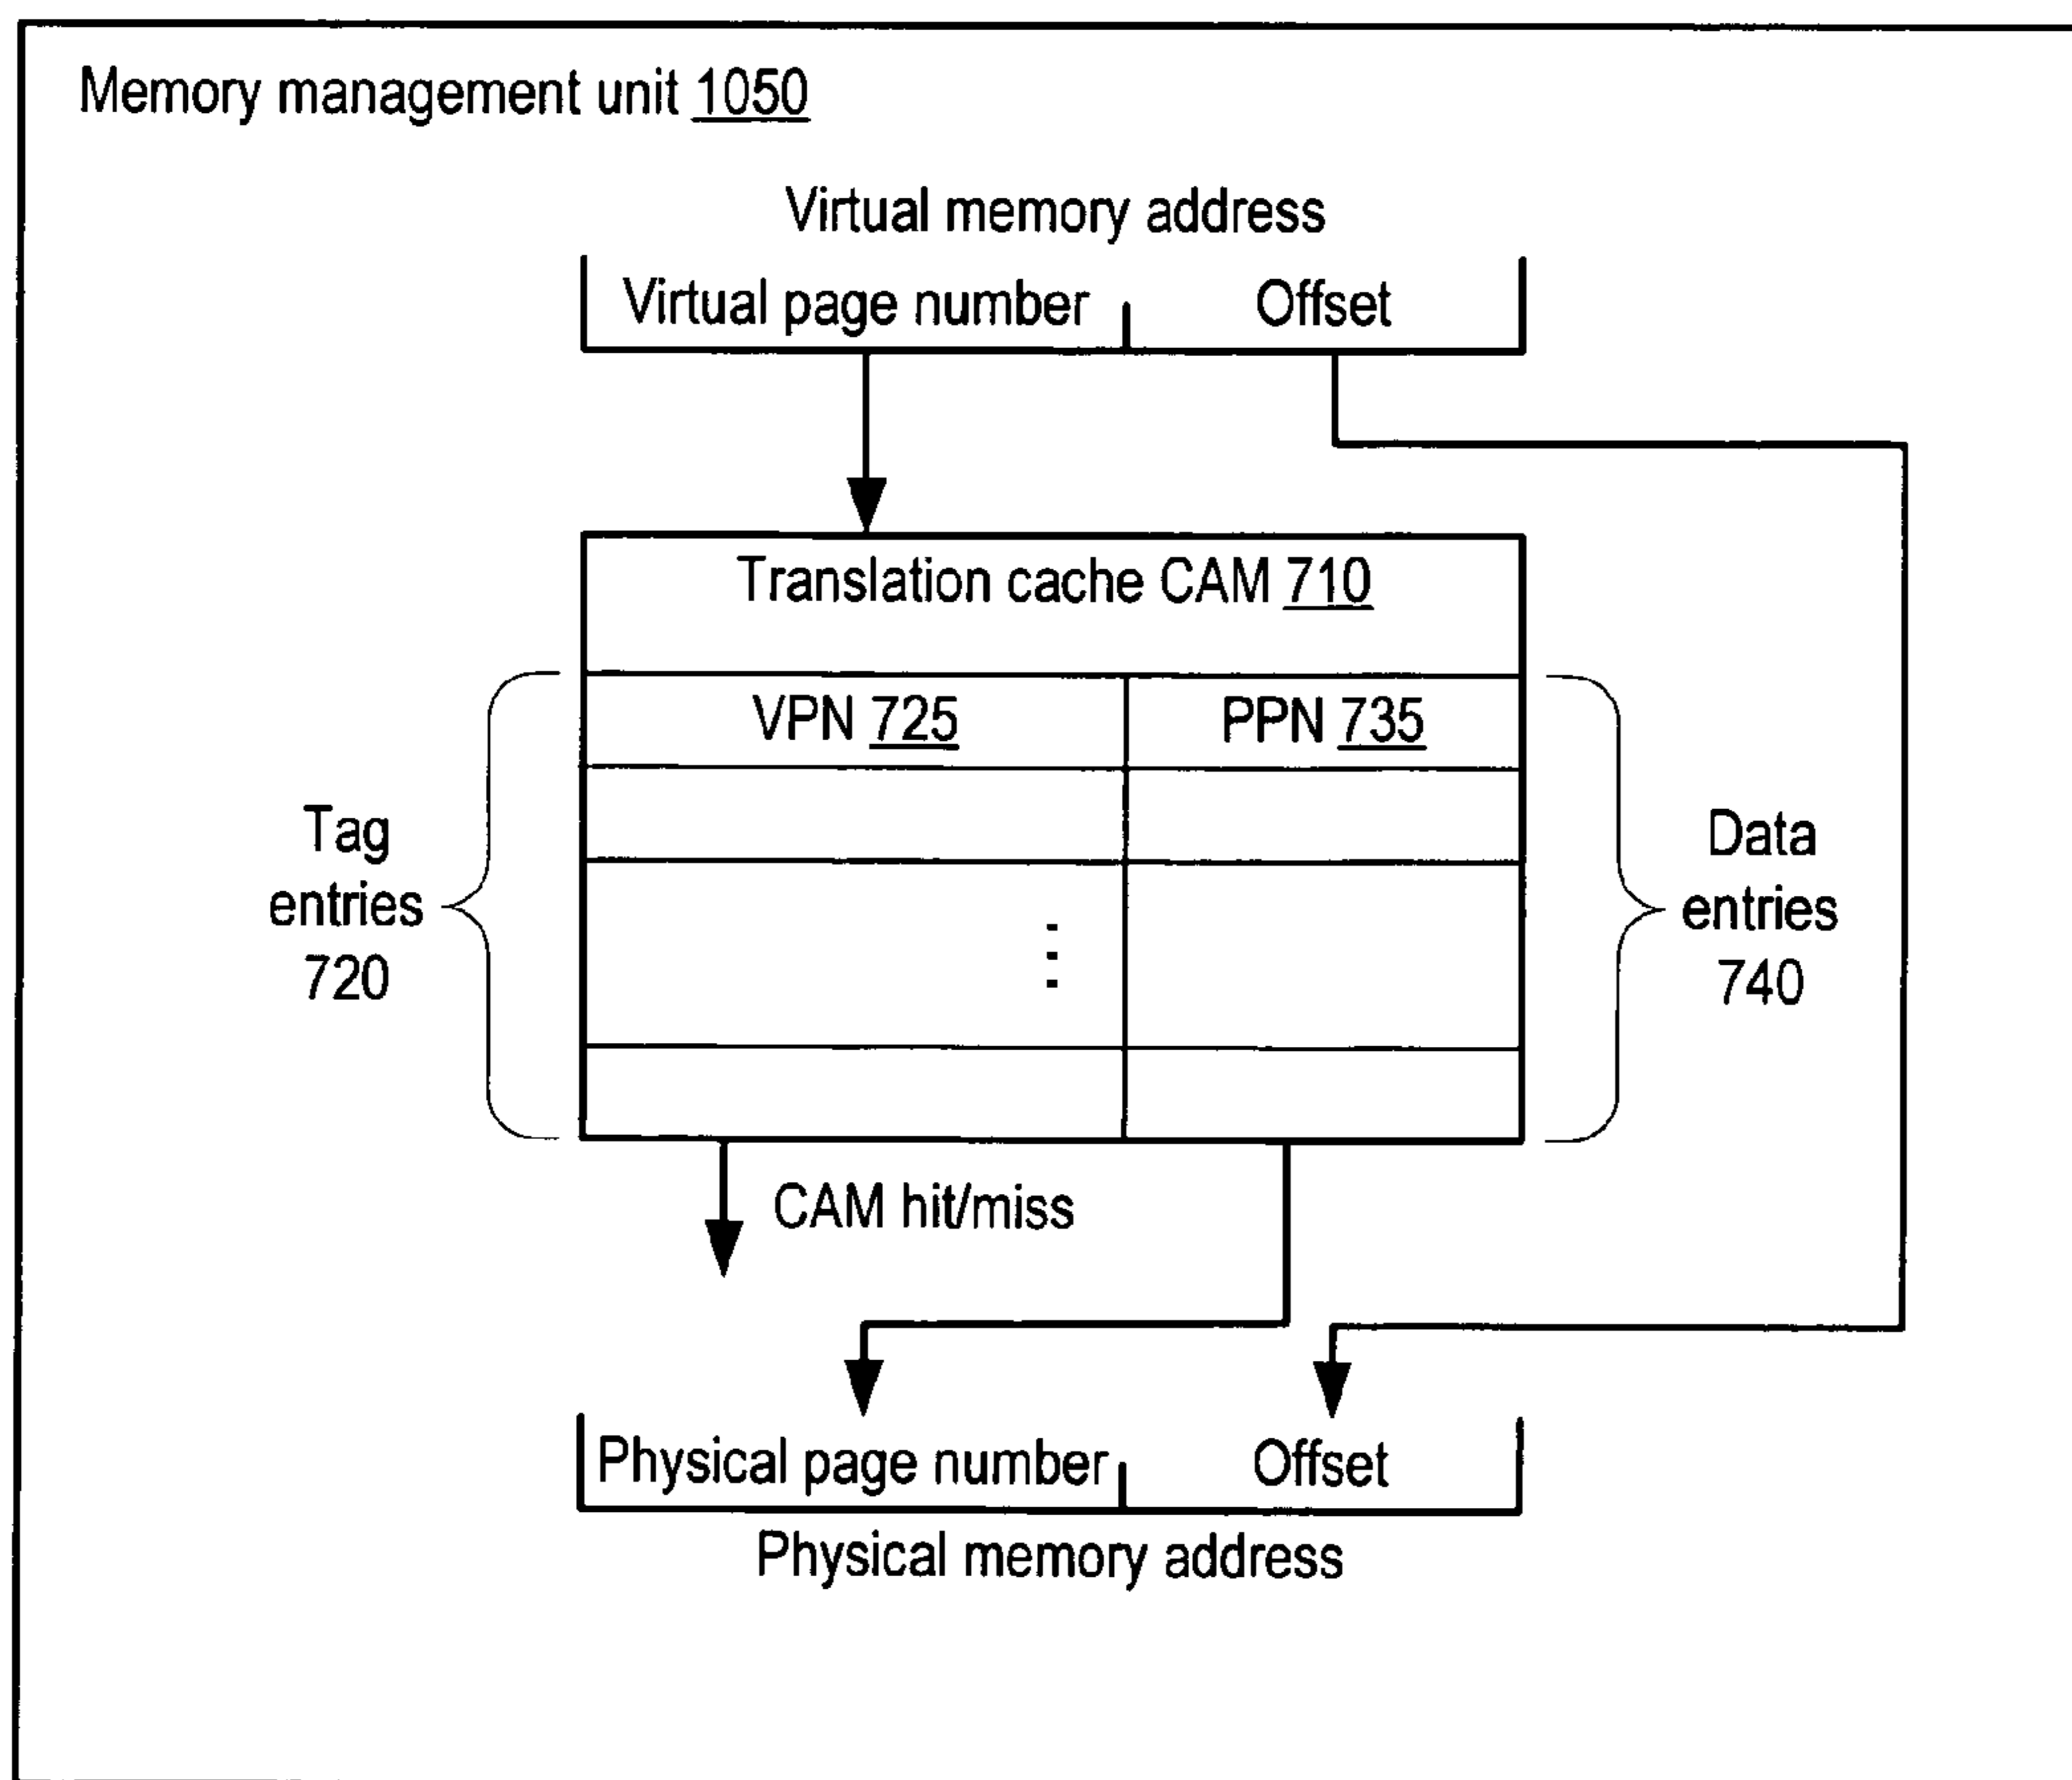 Memory management unit 1050
Virtual memory address
Virtual page number Offset
Translation cache CAM 710
VPN 725 PPN 735
Tag
entries
720
Data
entries
740
CAM hit/miss
Physical page number Offset
Physical memory address